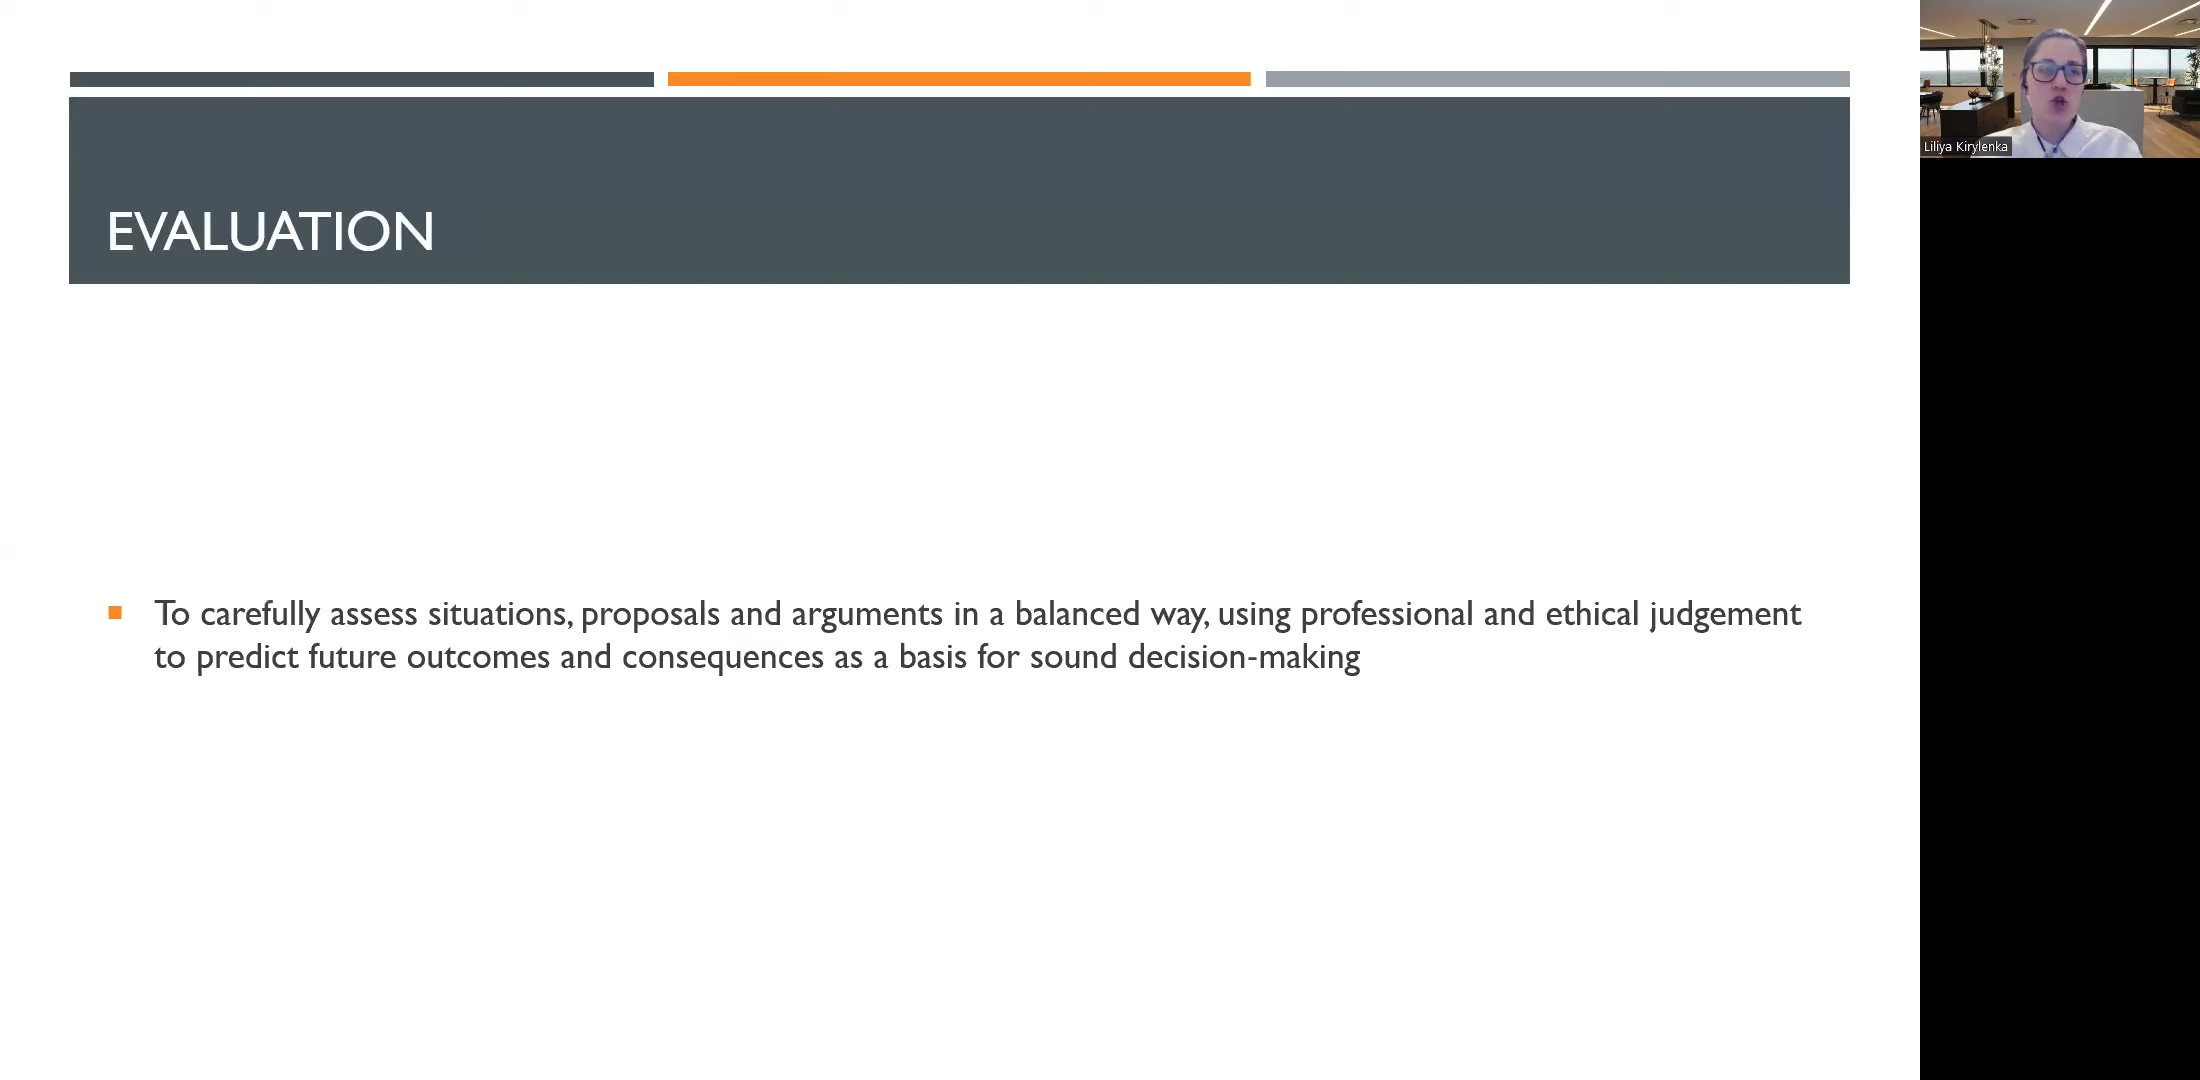 EVALUATION
To carefully assess situations, proposals and arguments in a balanced way, using professional and ethical judgement
to predict future outcomes and consequences as a basis for sound decision-making
Liliya Kirylenka